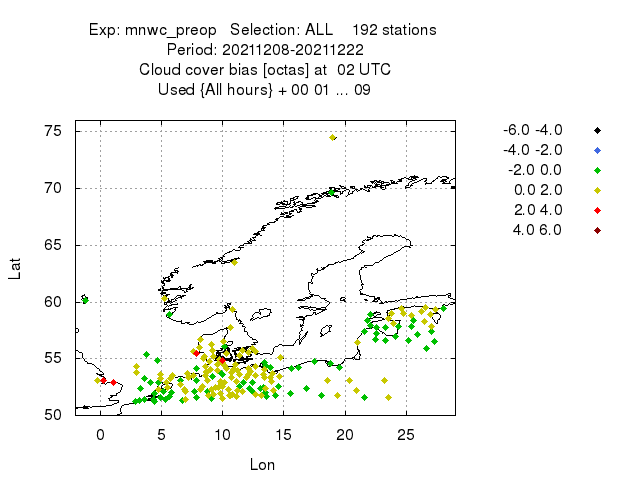 Exp: mnwc_preop   Selection: ALL    192 stations
Period: 20211208-20211222
Cloud cover bias [octas] at  02 UTC
Used {All hours} + 00 01 ... 09
-6.0 -4.0
-4.0 -2.0
-2.0 0.0
0.0 2.0
2.0 4.0
4.0 6.0
Lat
75
70
65
60
55
50
0 5 10 15 20 25
Lon